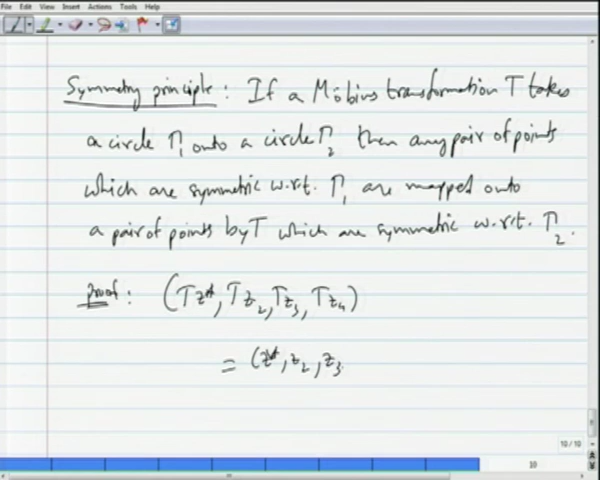 File Edit View Insert Actions Tools Help
Symmetry principle : If a Möbius transformation T takes
a circle Γ₁ onto a circle Γ₂ then any pair of points
which are symmetric w.r.t. Γ₁ are mapped onto
a pair of points by T which are symmetric w.r.t. Γ₂.
Proof : (Tz*, Tz₂, Tz₃, Tz₄)
= (z*, z₂, z₃
10/10
10